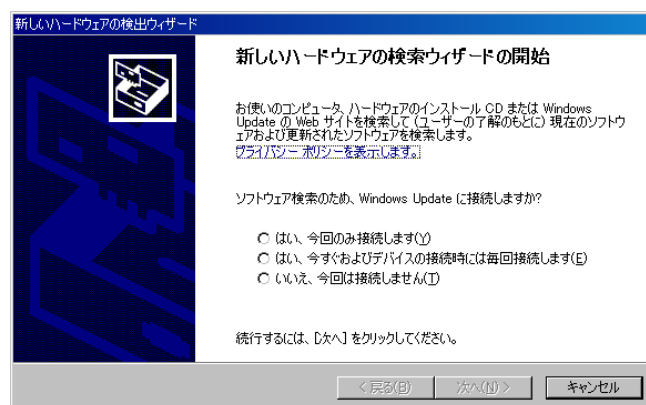 新しいハードウェアの検出ウィザード
新しいハードウェアの検索ウィザードの開始
お使いのコンピュータ、ハードウェアのインストール CD または Windows
Update の Web サイトを検索して (ユーザーの了解のもとに) 現在のソフトウ
ェアおよび更新されたソフトウェアを検索します。
プライバシー ポリシーを表示します。
ソフトウェア検索のため、Windows Update に接続しますか?
はい、今回のみ接続します(Y)
はい、今すぐおよびデバイスの接続時には毎回接続します(E)
いいえ、今回は接続しません(T)
続行するには、[次へ] をクリックしてください。
< 戻る(B) 次へ(N) > キャンセル